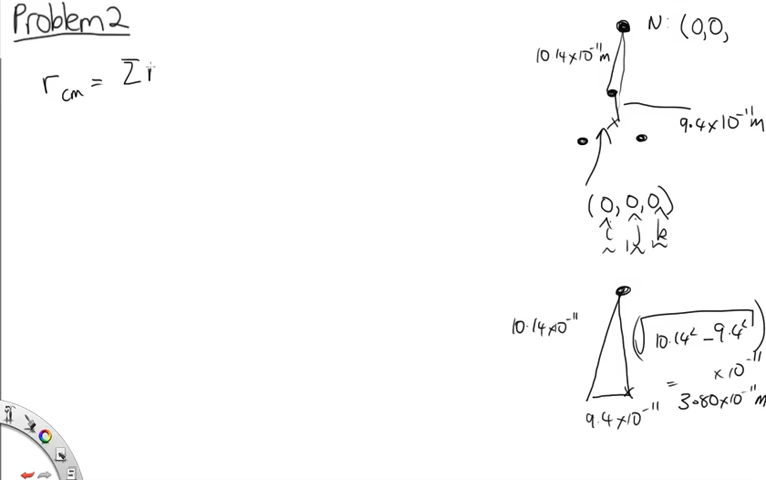 Problem 2
r_cm = Σ
N: (0,0,
10.14×10⁻¹¹m
9.4×10⁻¹¹m
(0, 0, 0)
î ĵ k̂
10.14×10⁻¹¹
(√10.14² – 9.4²)
×10⁻¹¹
=
3.80×10⁻¹¹m
9.4×10⁻¹¹